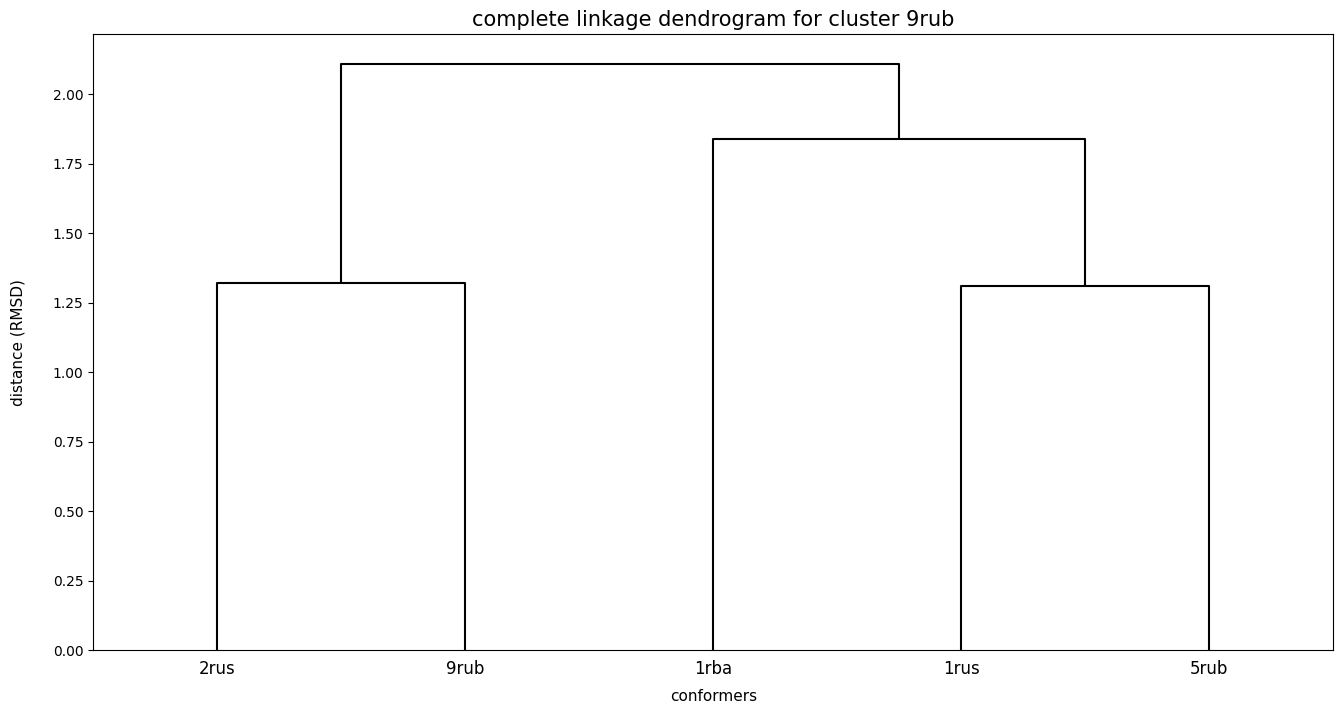 complete linkage dendrogram for cluster 9rub
2.00
1.75
1.50
1.25
1.00
0.75
0.50
0.25
0.00
distance (RMSD)
2rus 9rub 1rba 1rus 5rub
conformers